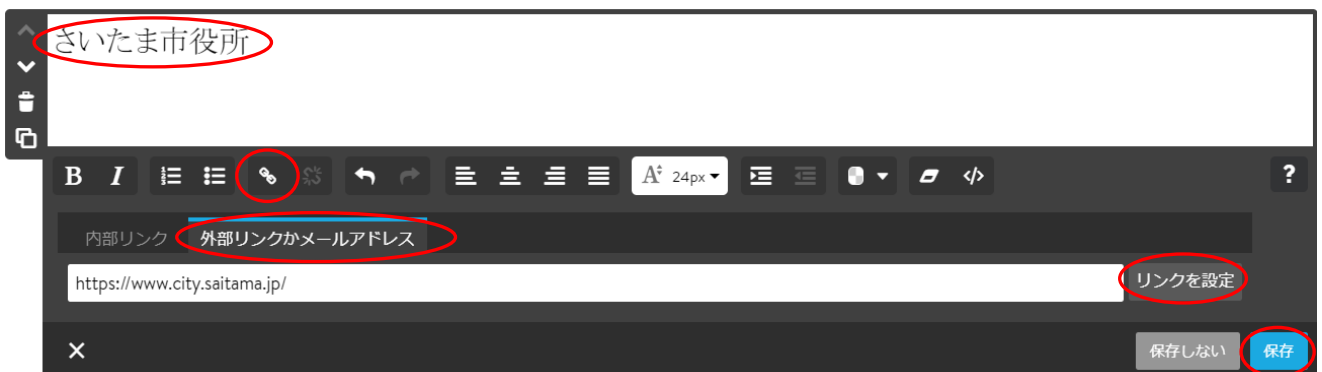 さいたま市役所
B I A 24px </> ?
内部リンク 外部リンクかメールアドレス
https://www.city.saitama.jp/ リンクを設定
保存しない 保存